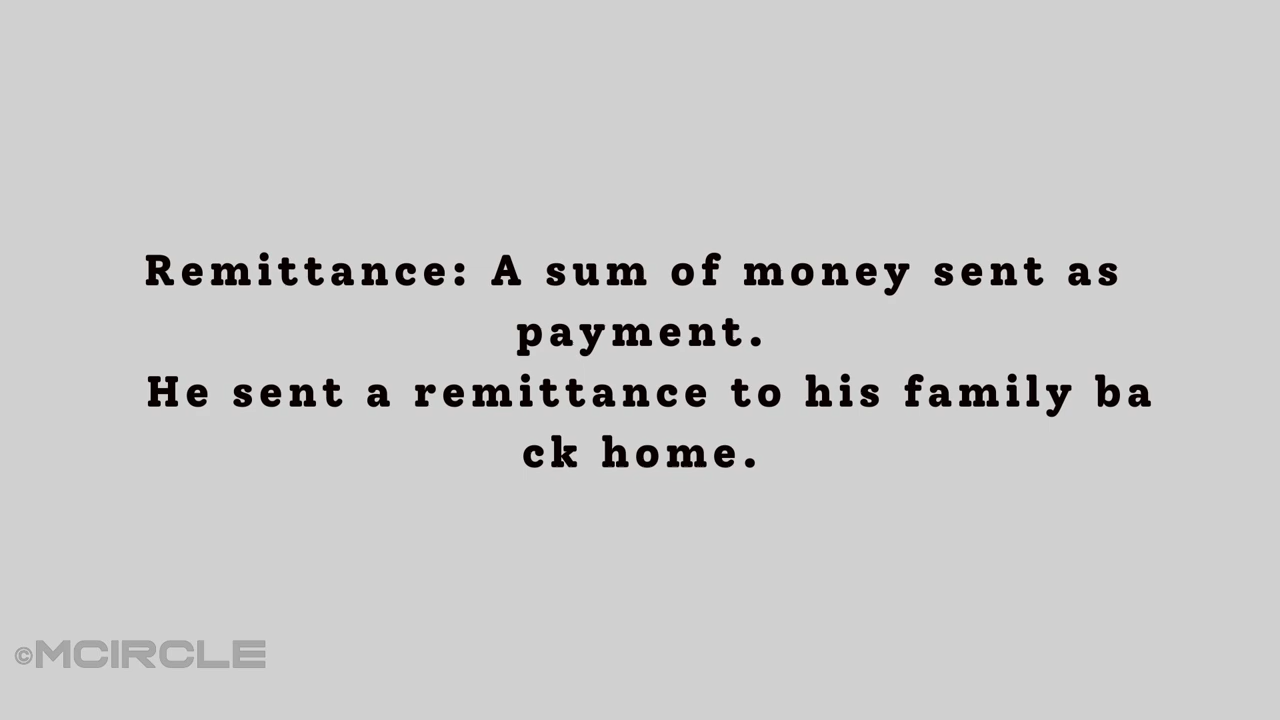 Remittance: A sum of money sent as
payment.
He sent a remittance to his family ba
ck home.
©MCIRCLE